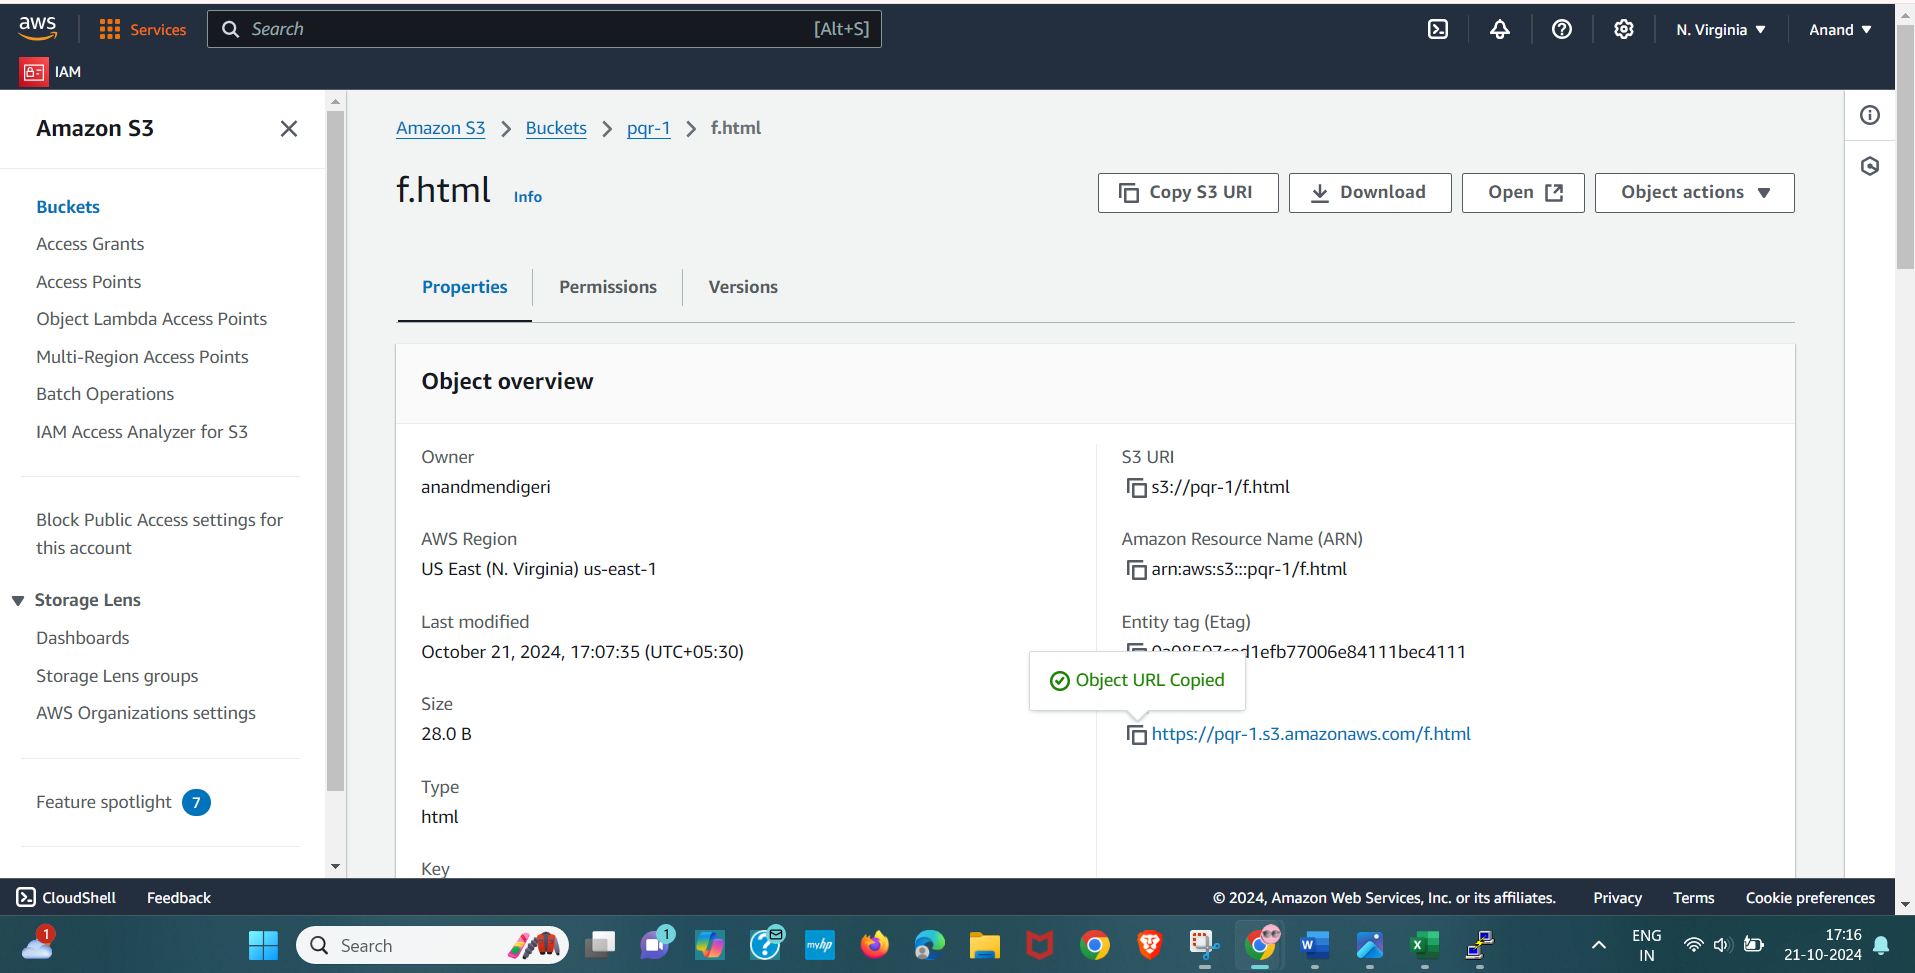 aws
Services
Search
[Alt+S]
N. Virginia
Anand
IAM
Amazon S3
Buckets
Access Grants
Access Points
Object Lambda Access Points
Multi-Region Access Points
Batch Operations
IAM Access Analyzer for S3
Block Public Access settings for
this account
Storage Lens
Dashboards
Storage Lens groups
AWS Organizations settings
Feature spotlight 7
Amazon S3 > Buckets > pqr-1 > f.html
f.html Info
Copy S3 URI
Download
Open
Object actions
Properties
Permissions
Versions
Object overview
Owner
anandmendigeri
AWS Region
US East (N. Virginia) us-east-1
Last modified
October 21, 2024, 17:07:35 (UTC+05:30)
Size
28.0 B
Type
html
Key
S3 URI
s3://pqr-1/f.html
Amazon Resource Name (ARN)
arn:aws:s3:::pqr-1/f.html
Entity tag (Etag)
Object URL Copied
https://pqr-1.s3.amazonaws.com/f.html
CloudShell
Feedback
© 2024, Amazon Web Services, Inc. or its affiliates.
Privacy
Terms
Cookie preferences
1
Search
1
myhp
W
X
ENG
IN
17:16
21-10-2024